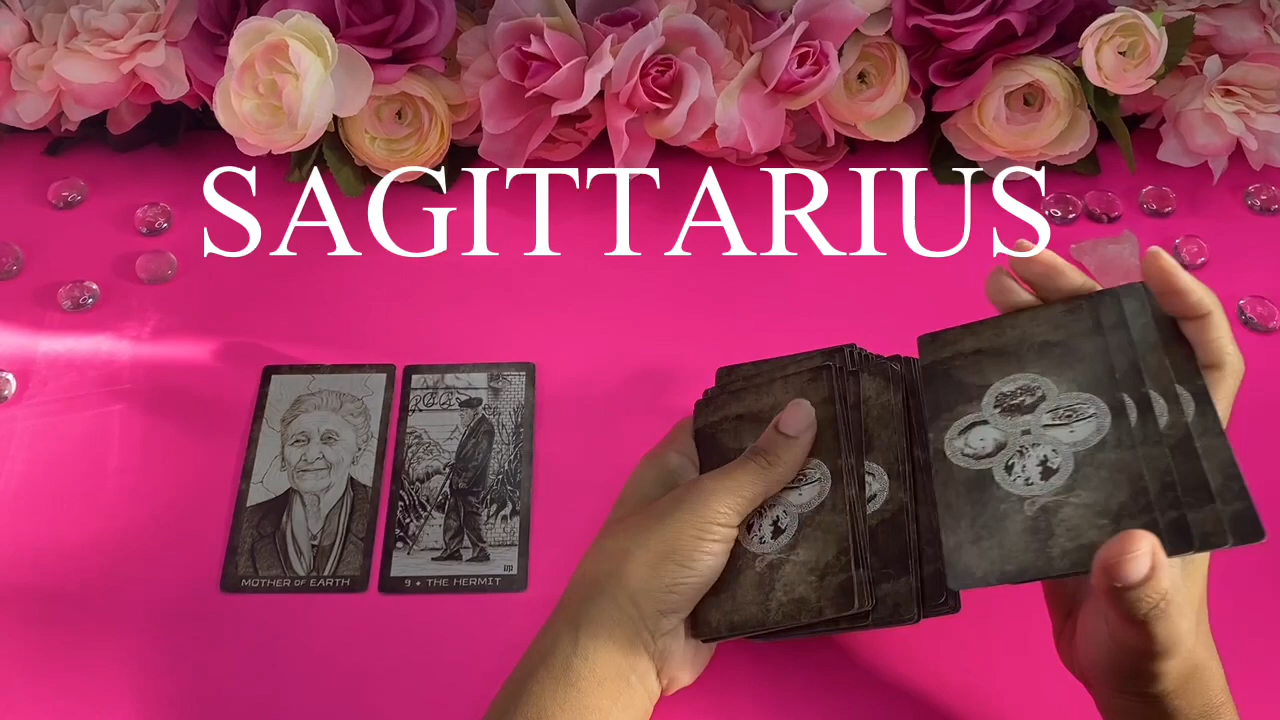 SAGITTARIUS
MOTHER OF EARTH
9 ✦ THE HERMIT